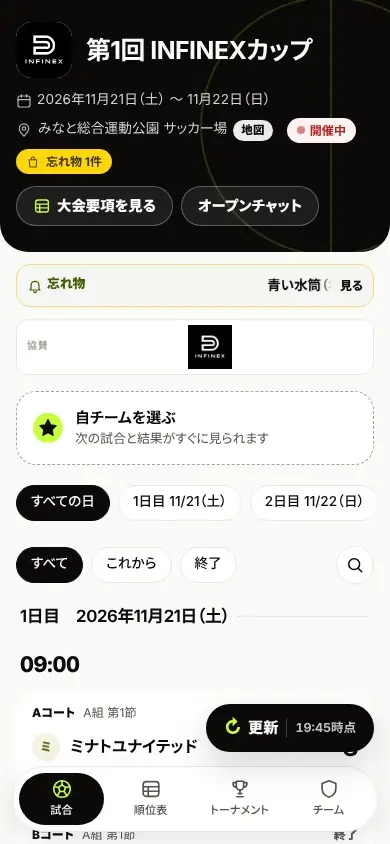 INFINEX
第1回 INFINEXカップ
2026年11月21日(土) 〜 11月22日(日)
みなと総合運動公園 サッカー場 地図 開催中
忘れ物 1件
大会要項を見る オープンチャット
忘れ物 青い水筒 見る
協賛 INFINEX
自チームを選ぶ
次の試合と結果がすぐに見られます
すべての日 1日目 11/21(土) 2日目 11/22(日)
すべて これから 終了
1日目 2026年11月21日(土)
09:00
Aコート A組 第1節
ミナトユナイテッド
更新 19:45時点
試合 順位表 トーナメント チーム
Bコート A組 第1節 終了